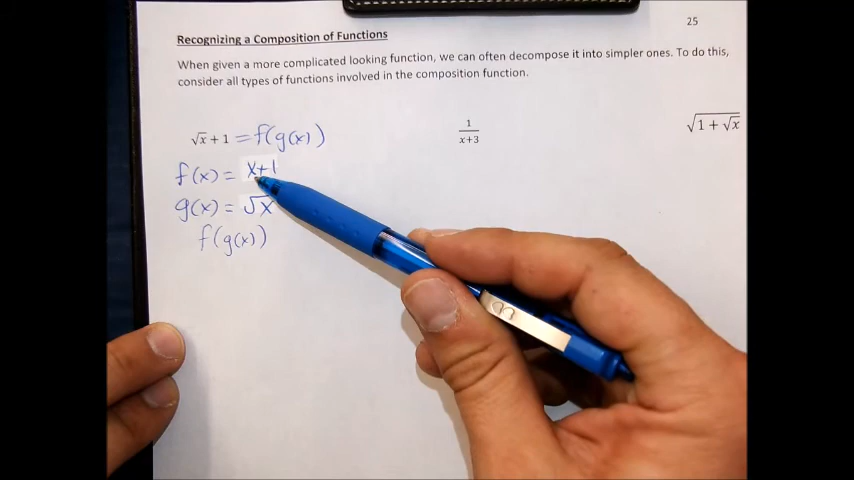 25
Recognizing a Composition of Functions
When given a more complicated looking function, we can often decompose it into simpler ones. To do this,
consider all types of functions involved in the composition function.
√x + 1 = f(g(x))
f(x) = x+1
g(x) = √x
f(g(x))
1/(x+3)
√(1 + √x)